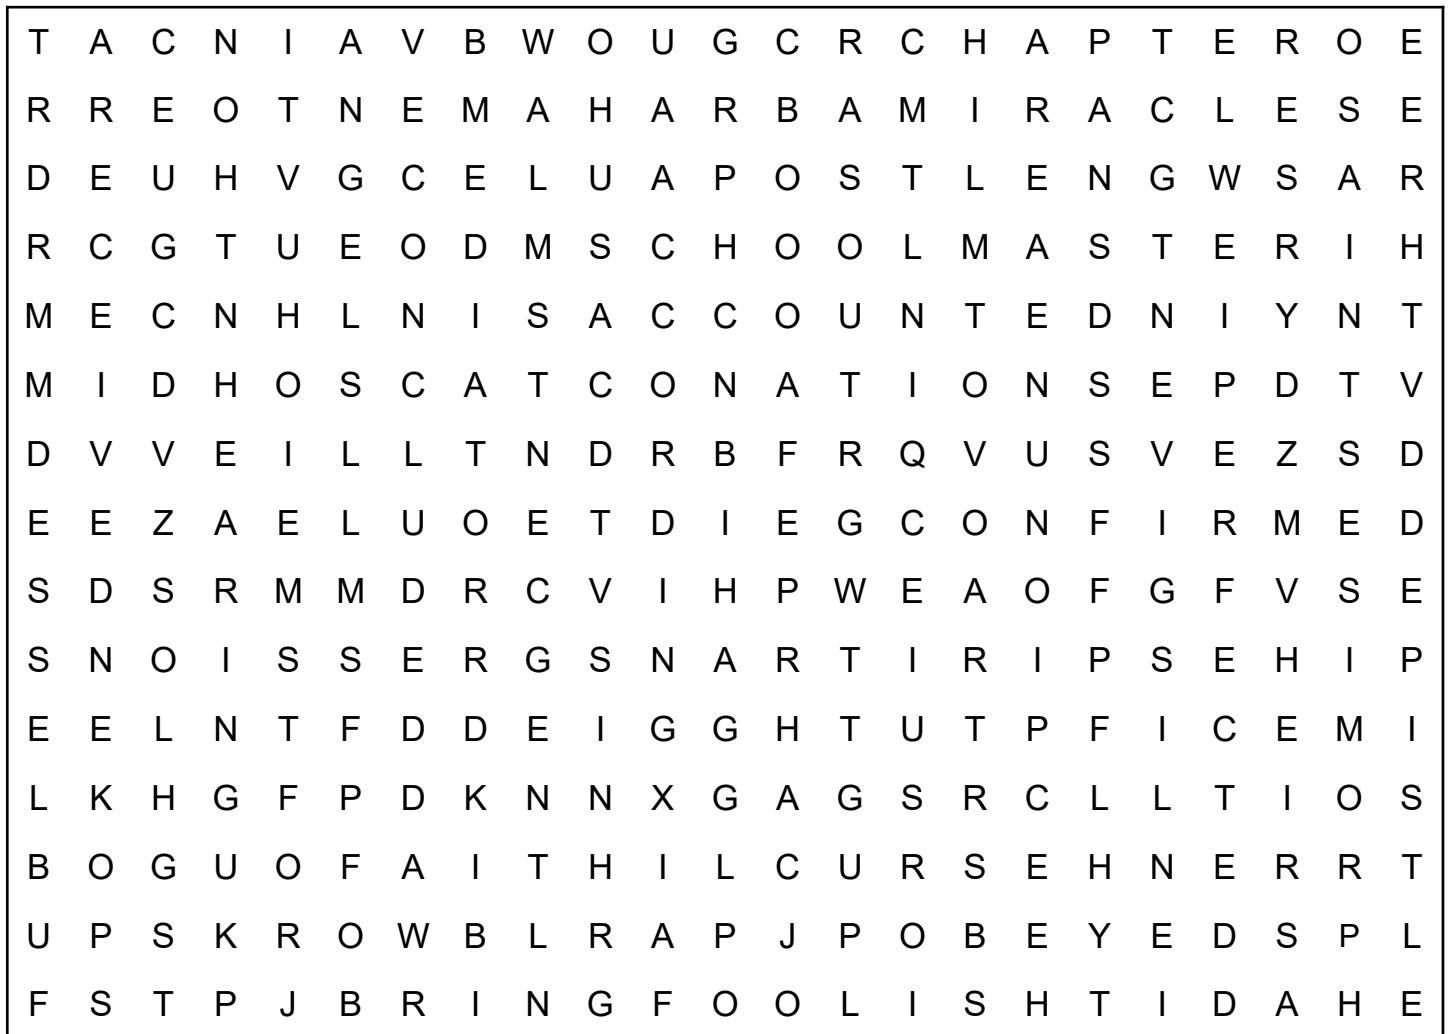 T A C N I A V B W O U G C R C H A P T E R O E
R R E O T N E M A H A R B A M I R A C L E S E
D E U H V G C E L U A P O S T L E N G W S A R
R C G T U E O D M S C H O O L M A S T E R I H
M E C N H L N I S A C C O U N T E D N I Y N T
M I D H O S C A T C O N A T I O N S E P D T V
D V V E I L L T N D R B F R Q V U S V E Z S D
E E Z A E L U O E T D I E G C O N F I R M E D
S D S R M M D R C V I H P W E A O F G F V S E
S N O I S S E R G S N A R T I R I P S E H I P
E E L N T F D D E I G G H T U T P F I C E M I
L K H G F P D K N N X G A G S R C L L T I O S
B O G U O F A I T H I L C U R S E H N E R R T
U P S K R O W B L R A P J P O B E Y E D S P L
F S T P J B R I N G F O O L I S H T I D A H E